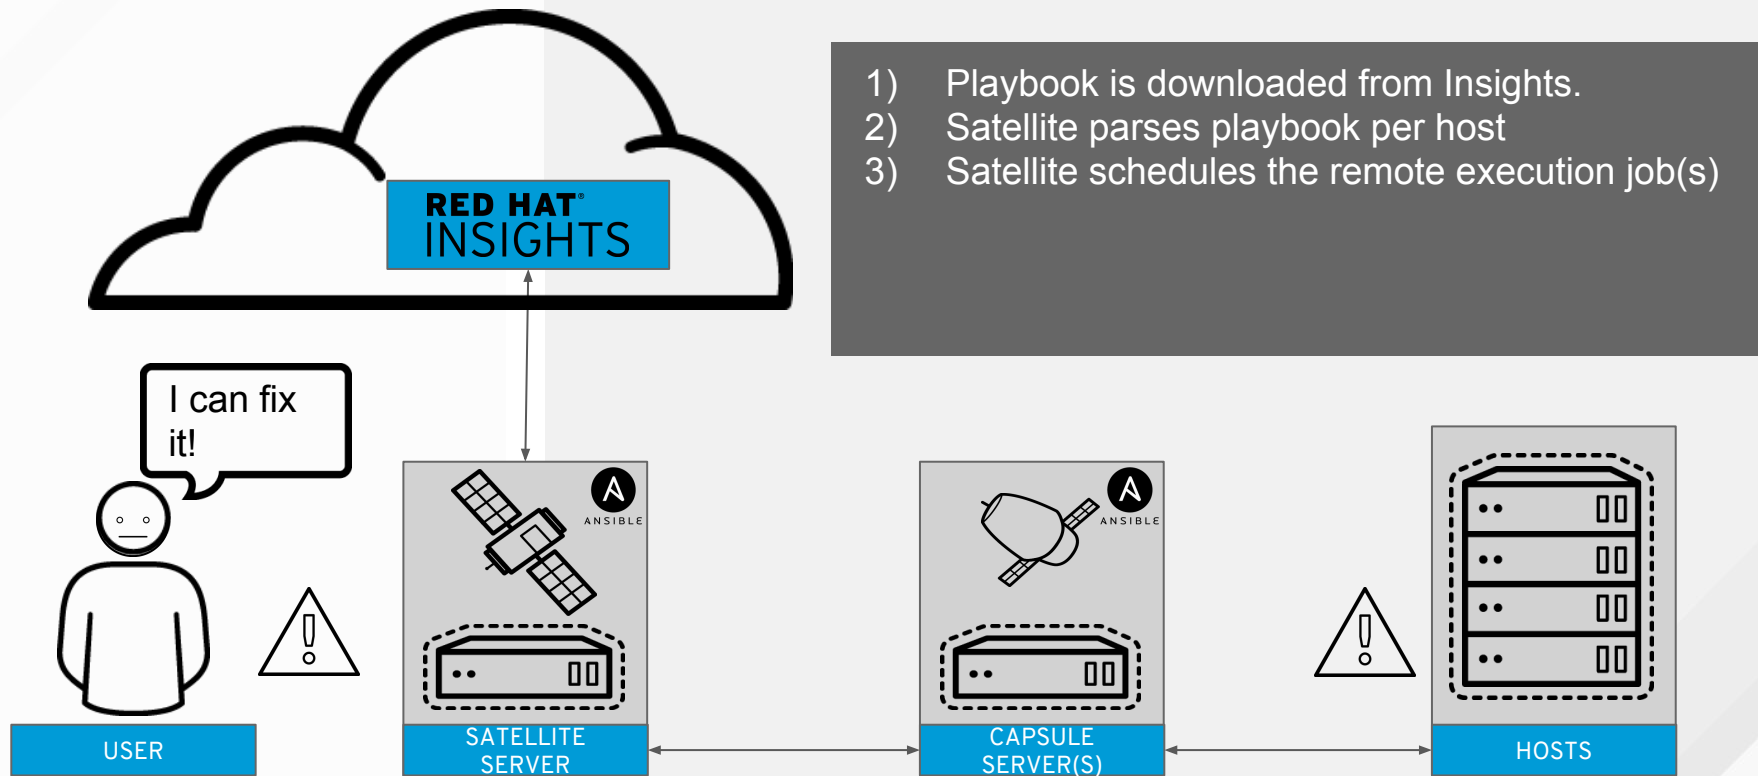 1) Playbook is downloaded from Insights.
2) Satellite parses playbook per host
3) Satellite schedules the remote execution job(s)
RED HAT®
INSIGHTS
I can fix
it!
ANSIBLE
ANSIBLE
USER
SATELLITE
SERVER
CAPSULE
SERVER(S)
HOSTS